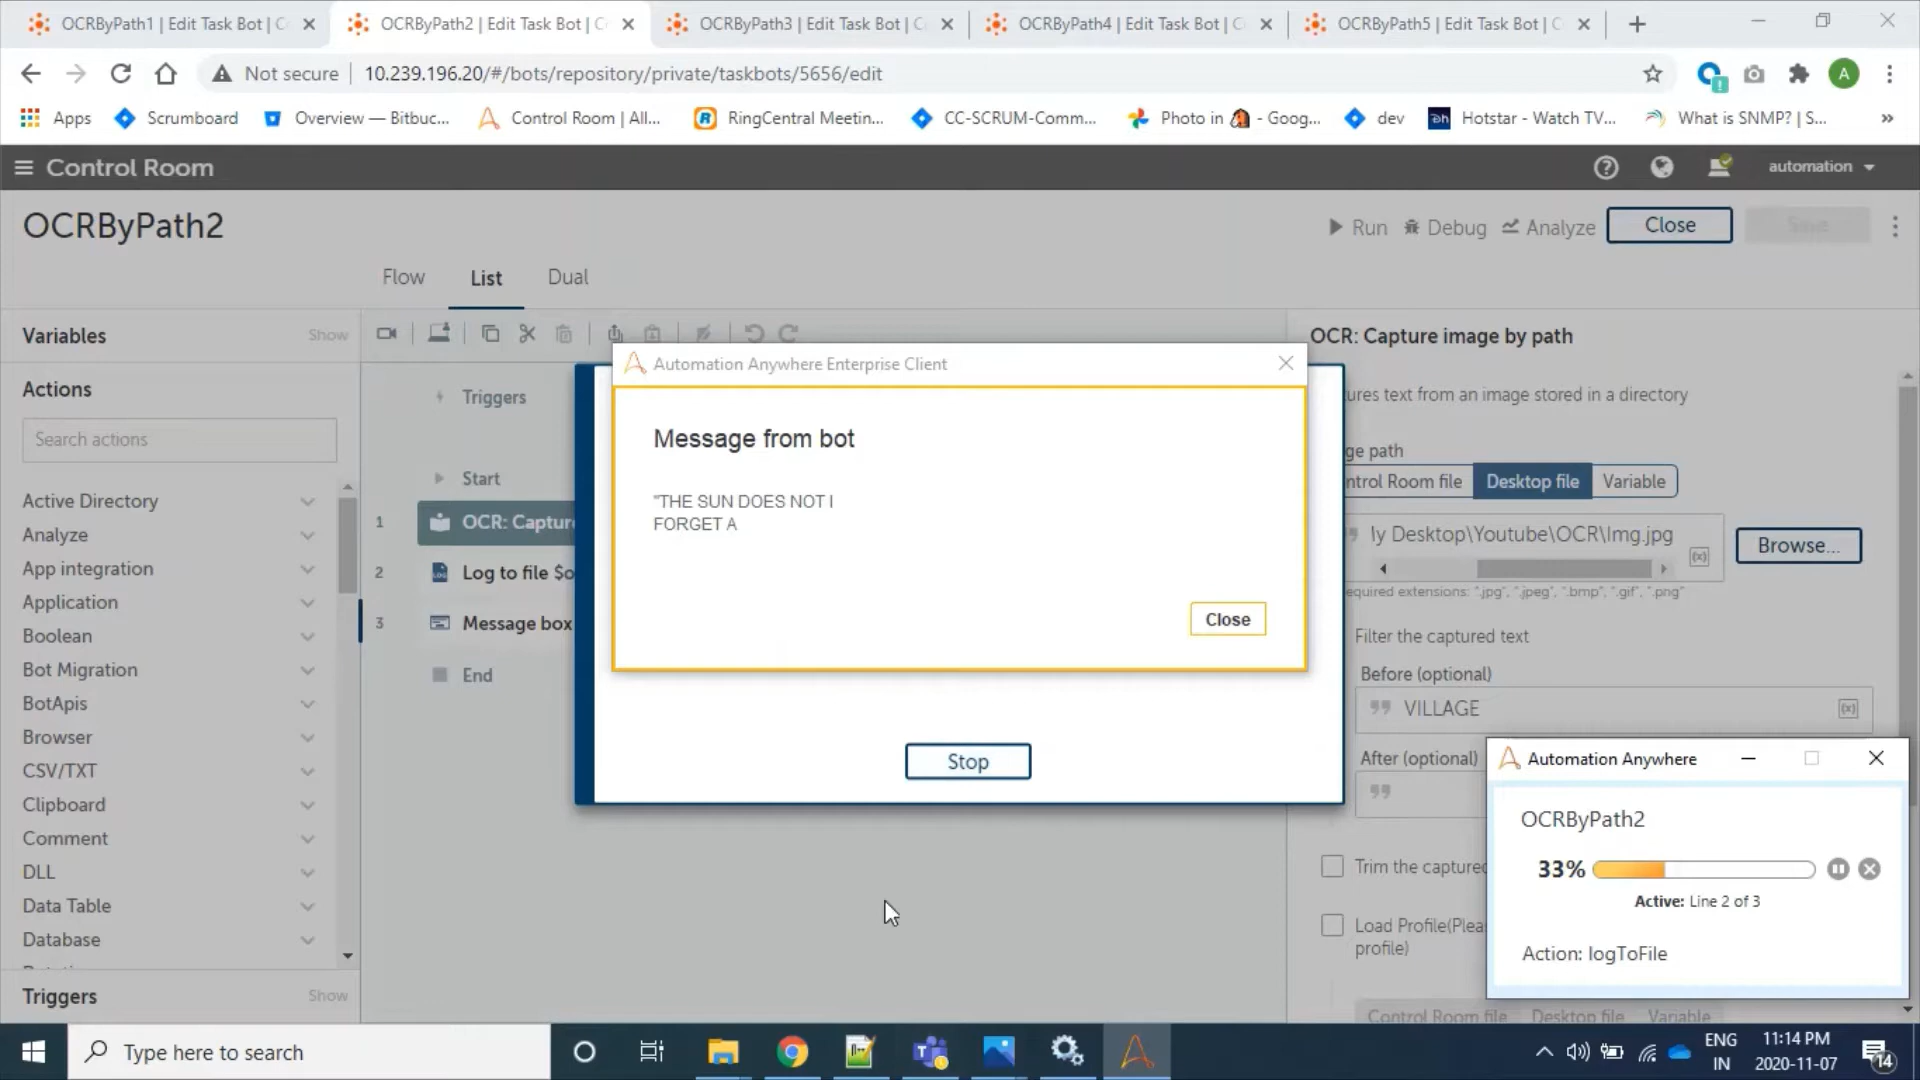 OCRByPath1 | Edit Task Bot | C
OCRByPath2 | Edit Task Bot | C
OCRByPath3 | Edit Task Bot | C
OCRByPath4 | Edit Task Bot | C
OCRByPath5 | Edit Task Bot | C
Not secure
10.239.196.20/#/bots/repository/private/taskbots/5656/edit
A
Apps
Scrumboard
Overview — Bitbuc...
Control Room | All...
RingCentral Meetin...
CC-SCRUM-Comm...
Photo in - Goog...
dev
Hotstar - Watch TV...
What is SNMP? | S...
»
Control Room
automation
OCRByPath2
Run
Debug
Analyze
Close
Save
Flow
List
Dual
Variables
Show
Actions
Search actions
Active Directory
Analyze
App integration
Application
Boolean
Bot Migration
BotApis
Browser
CSV/TXT
Clipboard
Comment
DLL
Data Table
Database
Triggers
Show
Triggers
Start
1
OCR: Captur
2
Log to file $o
3
Message box
End
Automation Anywhere Enterprise Client
Message from bot
"THE SUN DOES NOT I
FORGET A
Close
Stop
OCR: Capture image by path
ures text from an image stored in a directory
ge path
ntrol Room file
Desktop file
Variable
ly Desktop\Youtube\OCR\Img.jpg
(x)
Browse...
equired extensions: ".jpg", ".jpeg", ".bmp", ".gif", ".png"
Filter the captured text
Before (optional)
VILLAGE
(x)
After (optional)
Trim the captured
Load Profile(Plea
profile)
Control Room file
Desktop file
Variable
Automation Anywhere
OCRByPath2
33%
Active: Line 2 of 3
Action: logToFile
Type here to search
ENG
IN
11:14 PM
2020-11-07
14